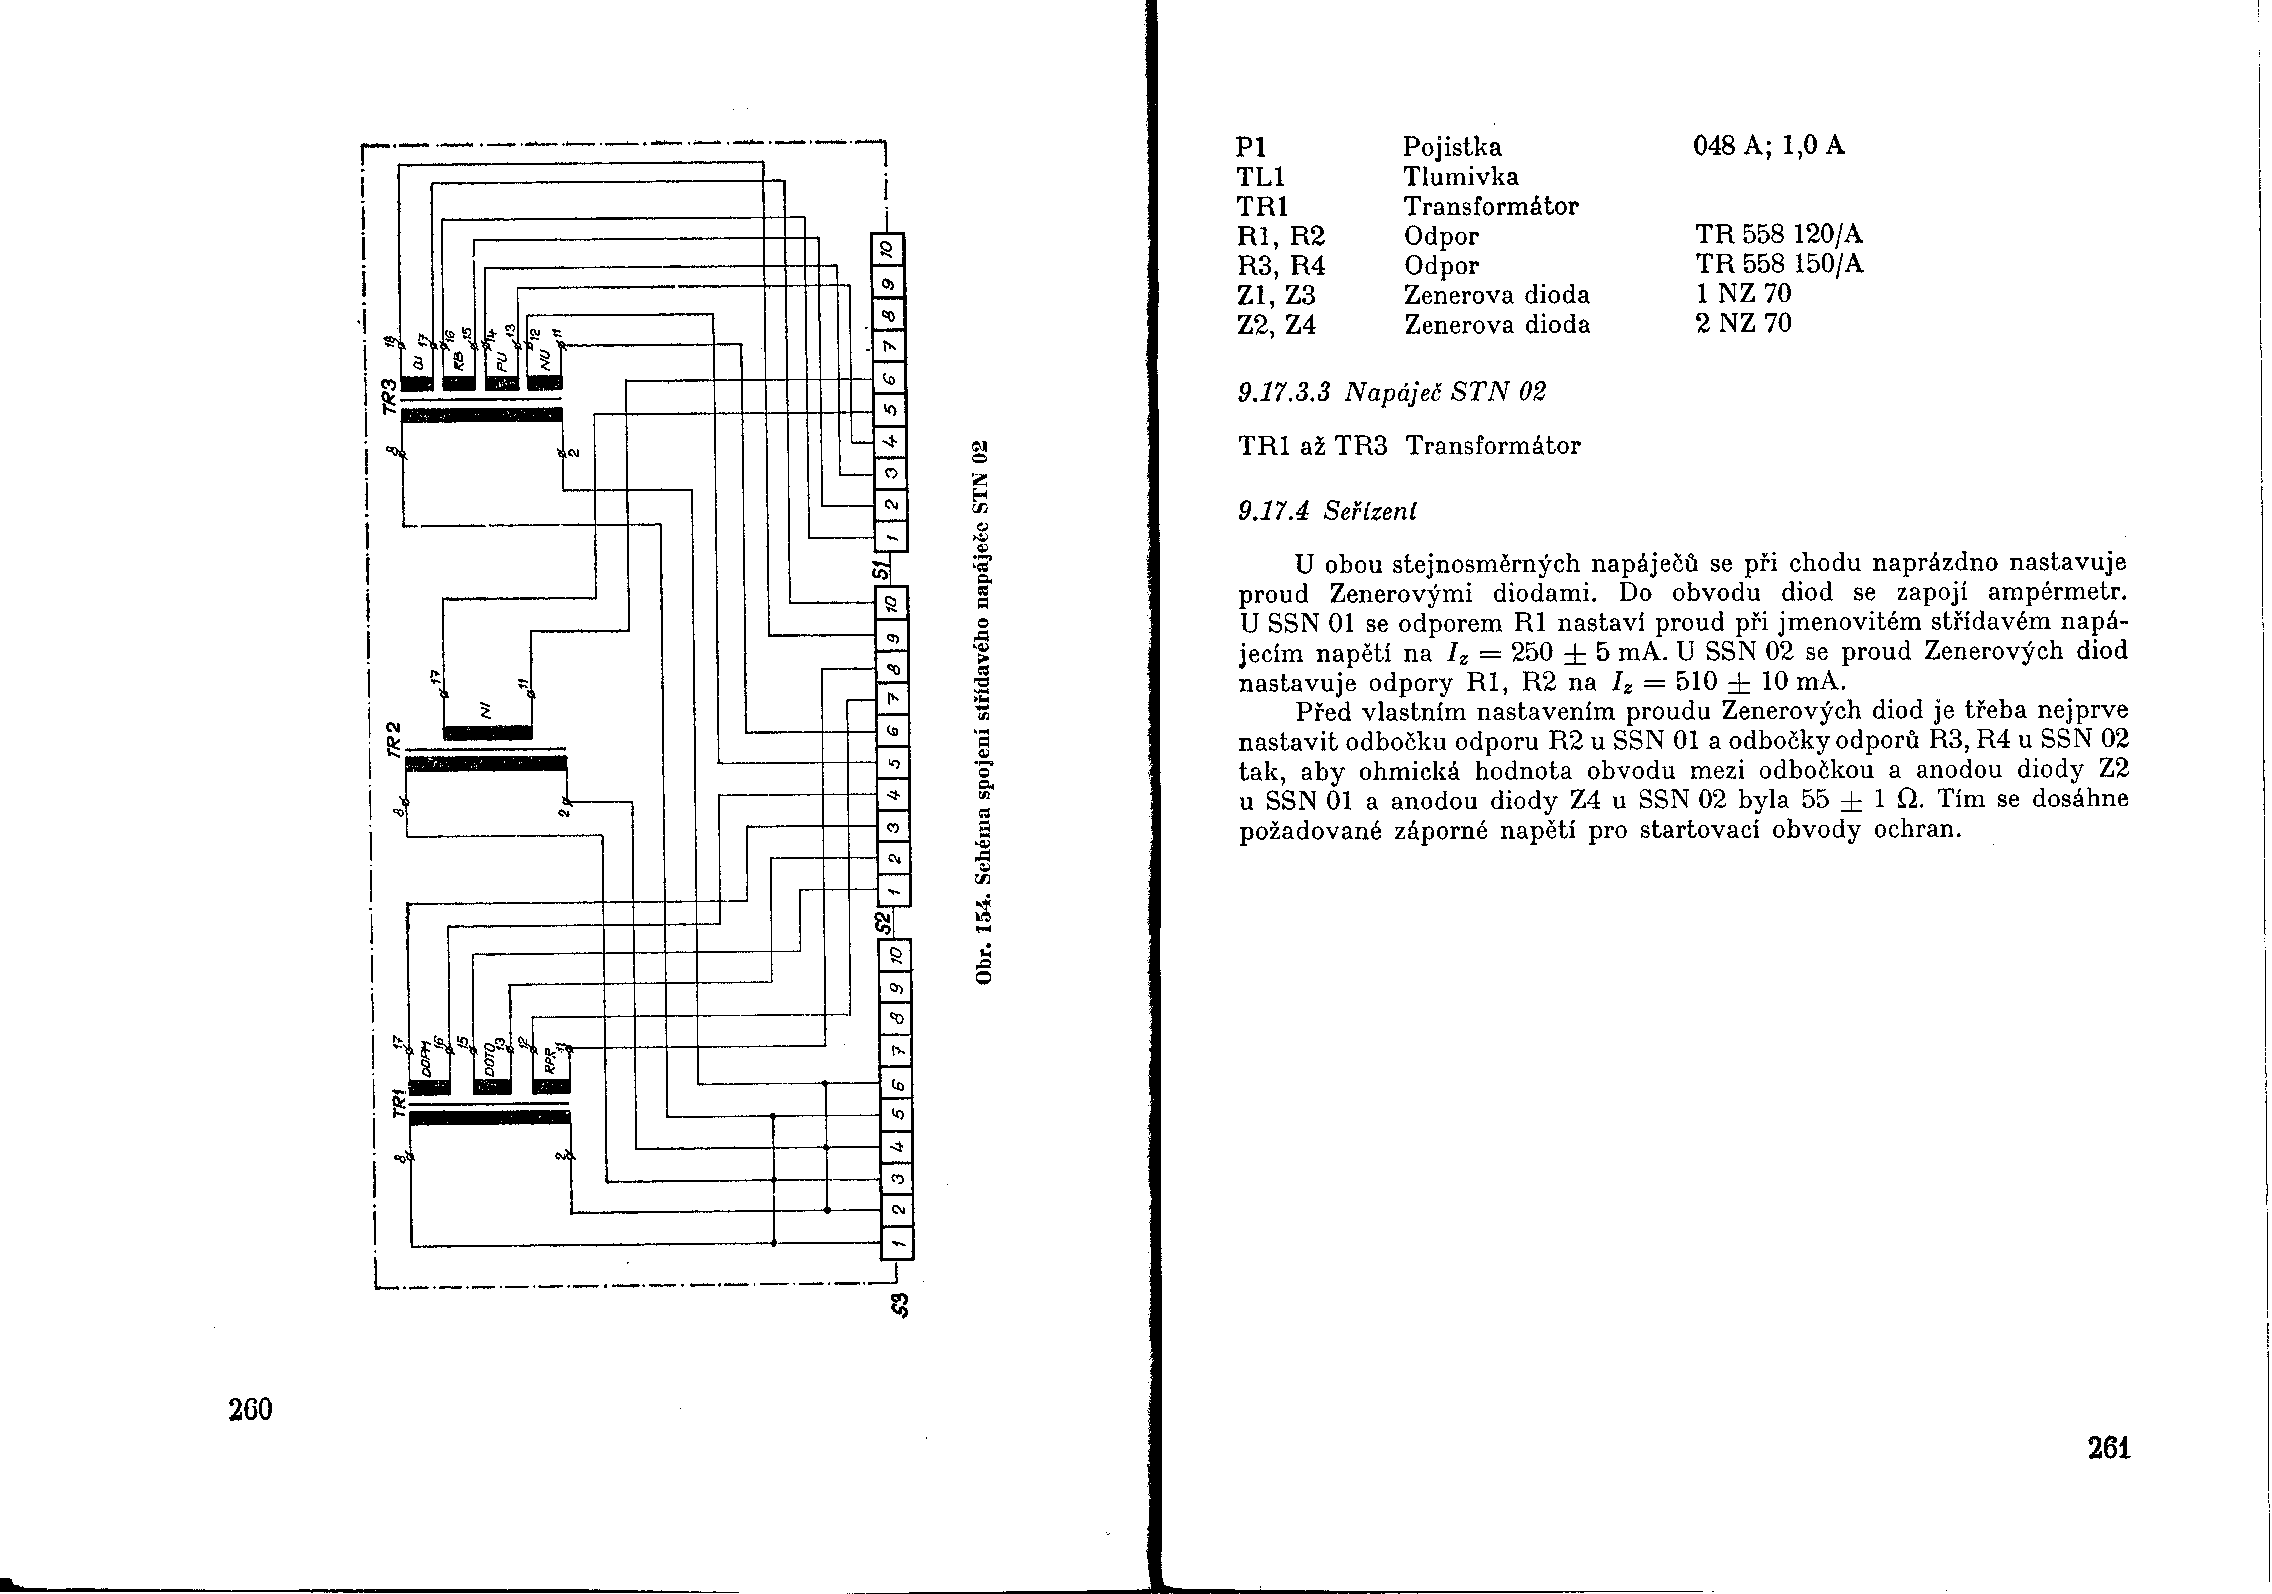 TR3
18
17
16
15
14
13
12
11
RB
PU
NU
8
2
TR2
17
11
NI
8
2
TR1
17
16
15
13
12
11
DOPM
DOTO
RPR
8
2
10
9
8
7
6
5
4
3
2
1
S1
10
9
8
7
6
5
4
3
2
1
S2
10
9
8
7
6
5
4
3
2
1
S3
Obr. 154. Schéma spojení střídavého napáječe STN 02
260
P1 Pojistka 048 A; 1,0 A
TL1 Tlumivka
TR1 Transformátor
R1, R2 Odpor TR 558 120/A
R3, R4 Odpor TR 558 150/A
Z1, Z3 Zenerova dioda 1 NZ 70
Z2, Z4 Zenerova dioda 2 NZ 70
9.17.3.3 Napáječ STN 02
TR1 až TR3 Transformátor
9.17.4 Seřízení
U obou stejnosměrných napáječů se při chodu naprázdno nastavuje
proud Zenerovými diodami. Do obvodu diod se zapojí ampérmetr.
U SSN 01 se odporem R1 nastaví proud při jmenovitém střídavém napá-
jecím napětí na Iz = 250 ± 5 mA. U SSN 02 se proud Zenerových diod
nastavuje odpory R1, R2 na Iz = 510 ± 10 mA.
Před vlastním nastavením proudu Zenerových diod je třeba nejprve
nastavit odbočku odporu R2 u SSN 01 a odbočky odporů R3, R4 u SSN 02
tak, aby ohmická hodnota obvodu mezi odbočkou a anodou diody Z2
u SSN 01 a anodou diody Z4 u SSN 02 byla 55 ± 1 Ω. Tím se dosáhne
požadované záporné napětí pro startovací obvody ochran.
261